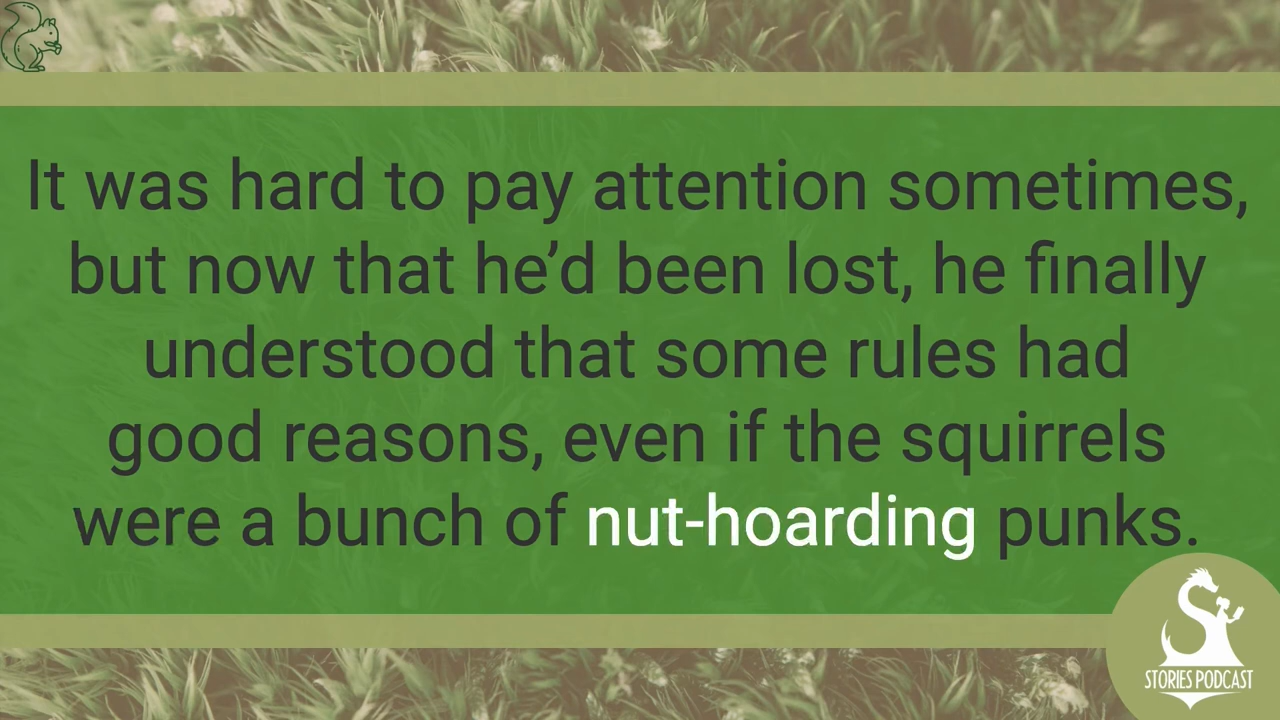 It was hard to pay attention sometimes,
but now that he’d been lost, he finally
understood that some rules had
good reasons, even if the squirrels
were a bunch of nut-hoarding punks.
STORIES PODCAST